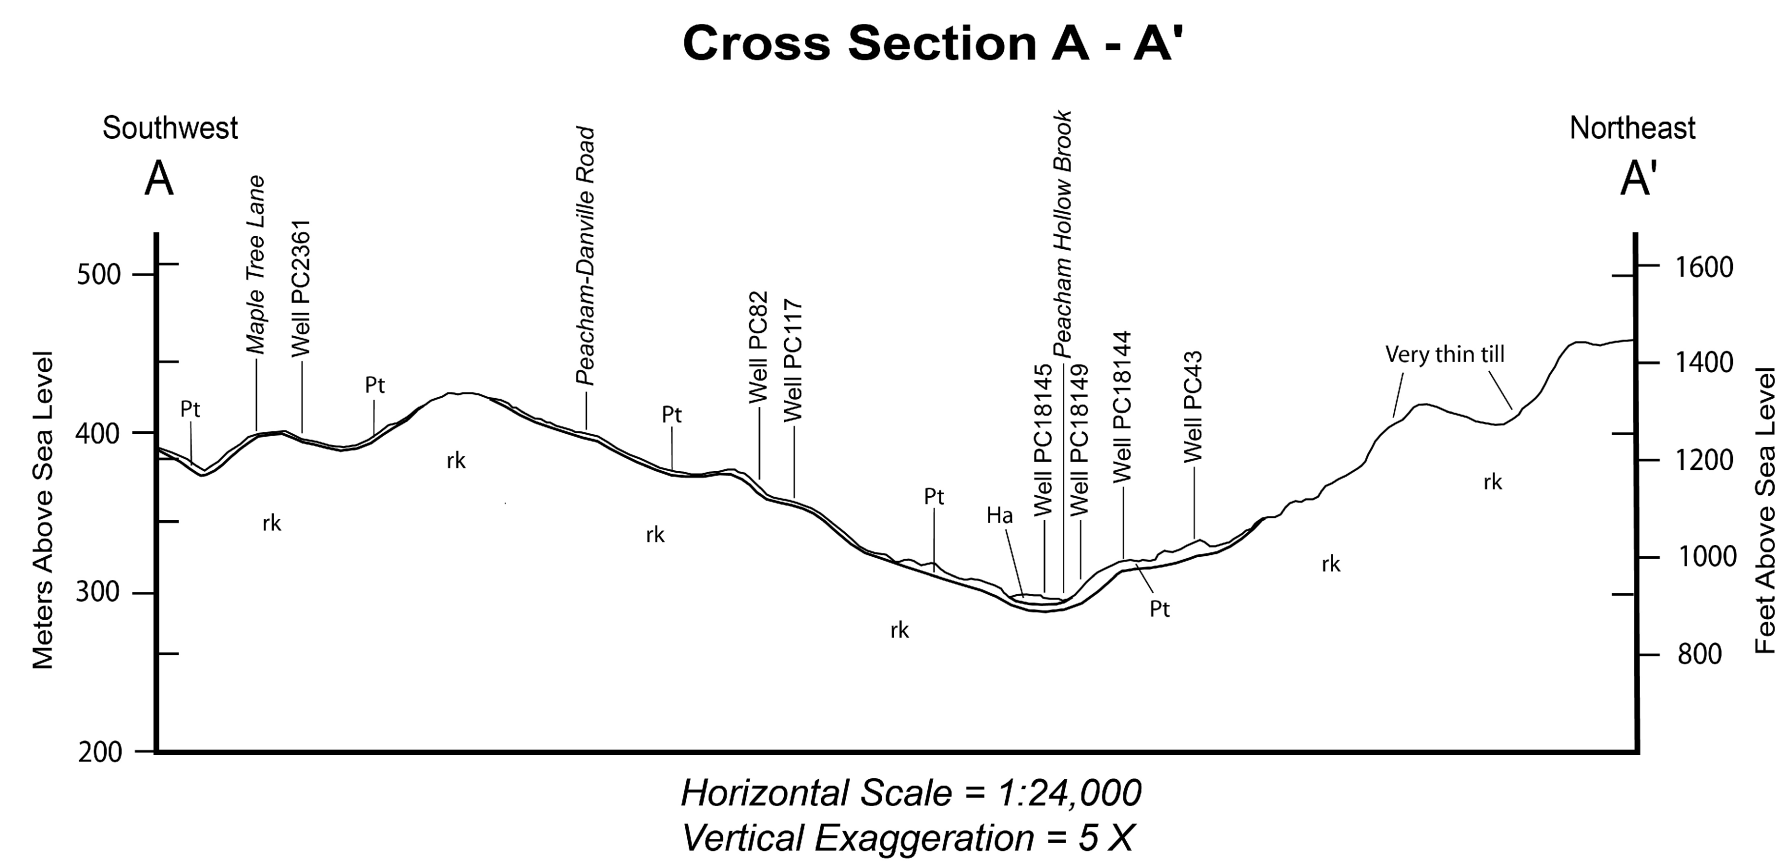 Cross Section A - A'
Southwest
A
Northeast
A'
Maple Tree Lane
Well PC2361
Peacham-Danville Road
Well PC82
Well PC117
Well PC18145
Peacham Hollow Brook
Well PC18149
Well PC18144
Well PC43
Very thin till
Pt
Pt
Pt
Pt
Ha
Pt
rk
rk
rk
rk
rk
rk
500
400
300
200
Meters Above Sea Level
1600
1400
1200
1000
800
Feet Above Sea Level
Horizontal Scale = 1:24,000
Vertical Exaggeration = 5 X